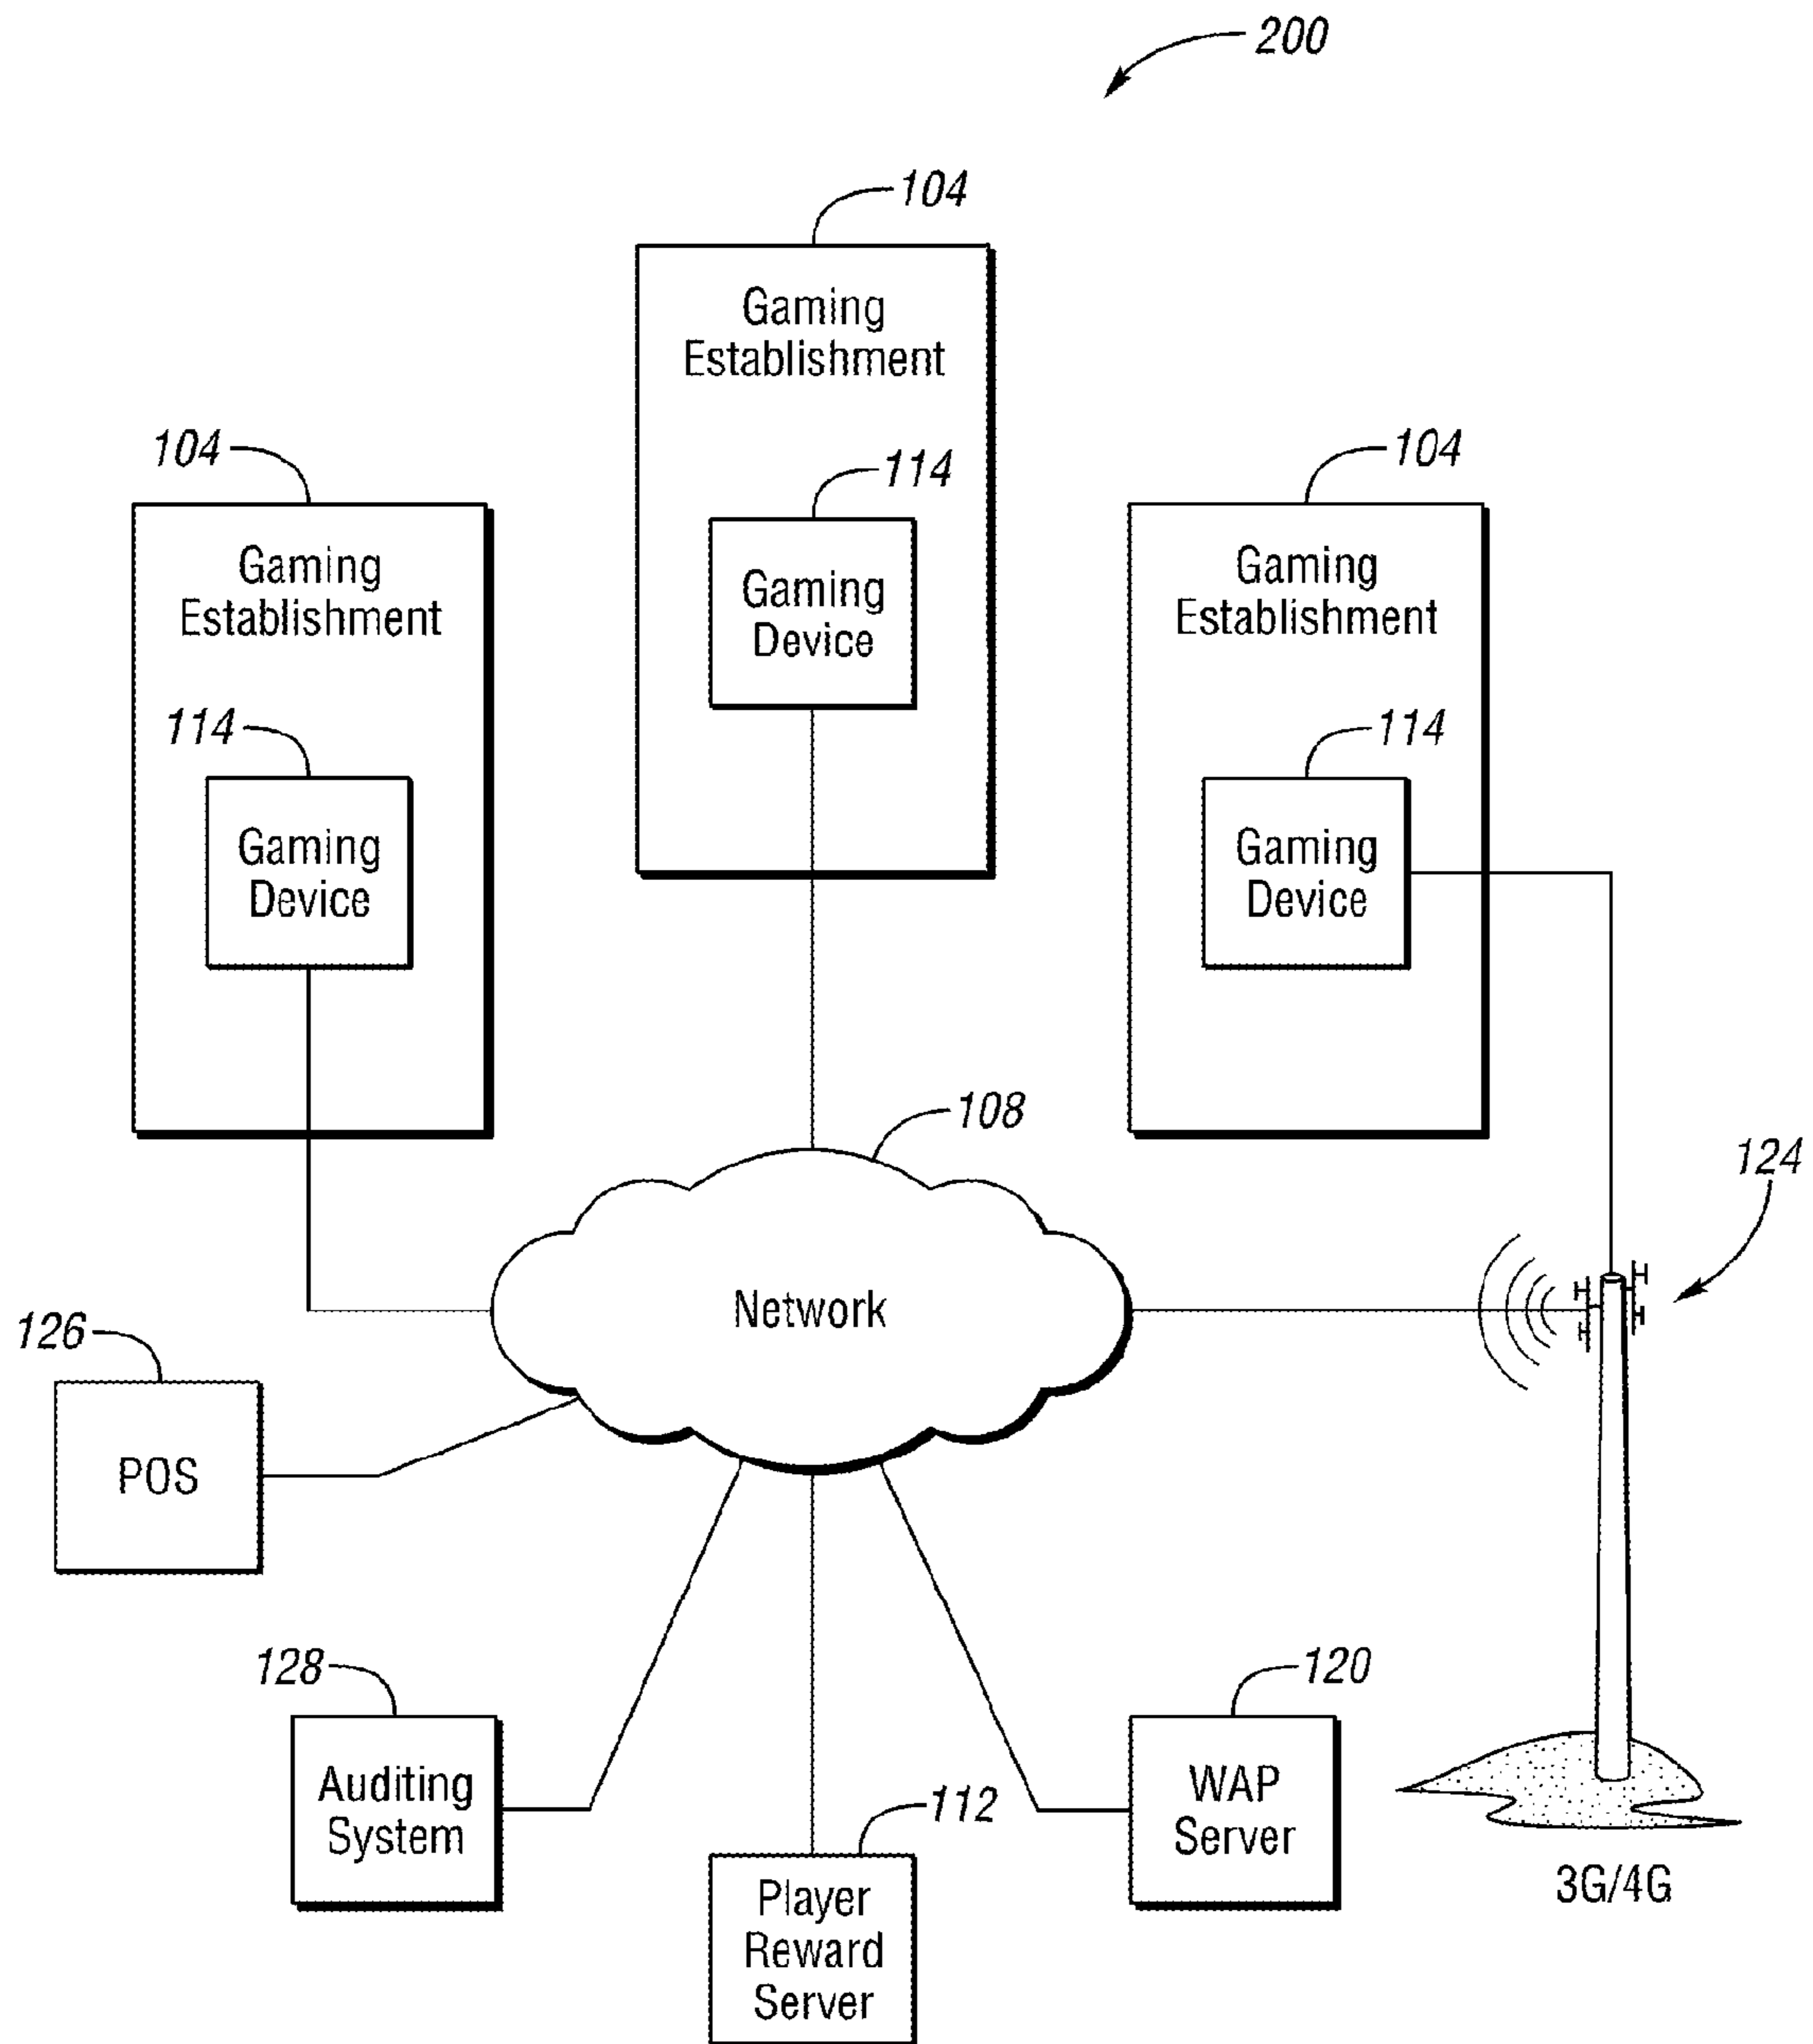 200
104
Gaming
Establishment
114
Gaming
Device
104
Gaming
Establishment
114
Gaming
Device
104
Gaming
Establishment
114
Gaming
Device
108
Network
124
126
POS
128
Auditing
System
112
Player
Reward
Server
120
WAP
Server
3G/4G